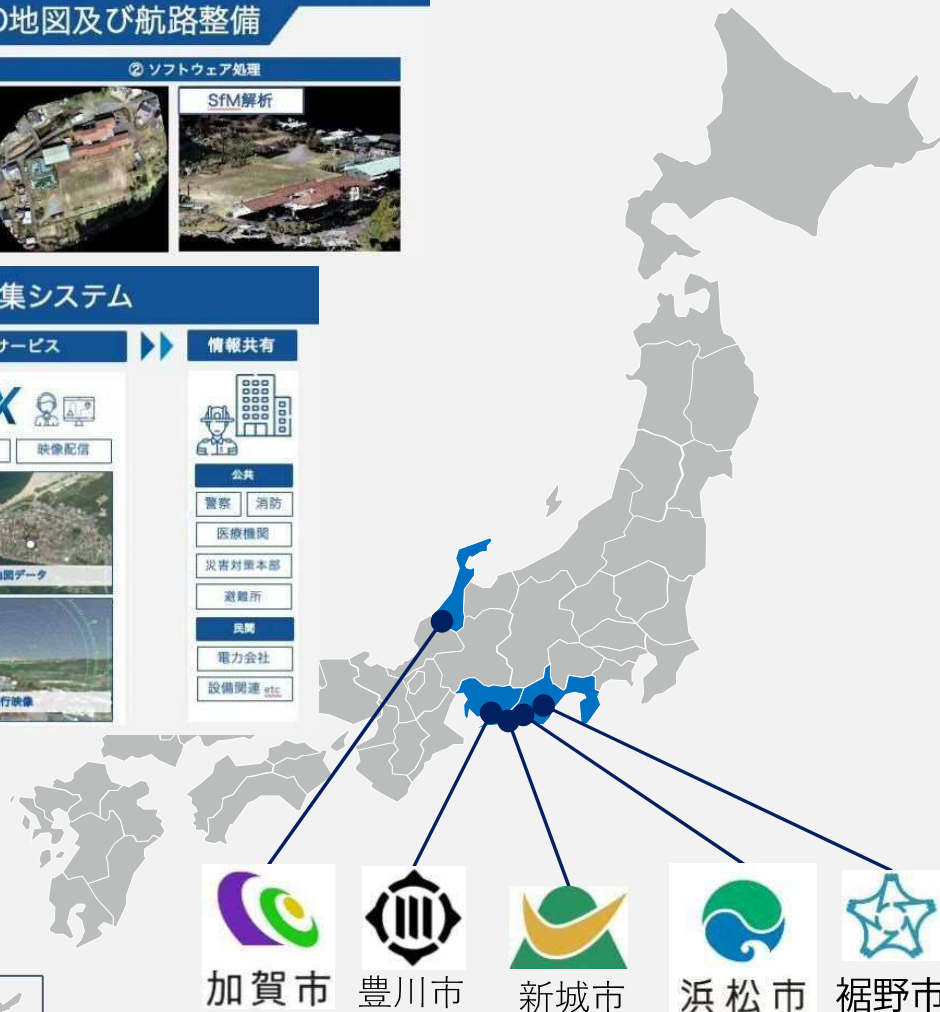 地図及び航路整備
② ソフトウェア処理
SfM解析
集システム
サービス
情報共有
X
映像配信
公共
警察
消防
医療機関
災害対策本部
避難所
民間
電力会社
設備関連 etc
図データ
行映像
加賀市
豊川市
新城市
浜松市
裾野市